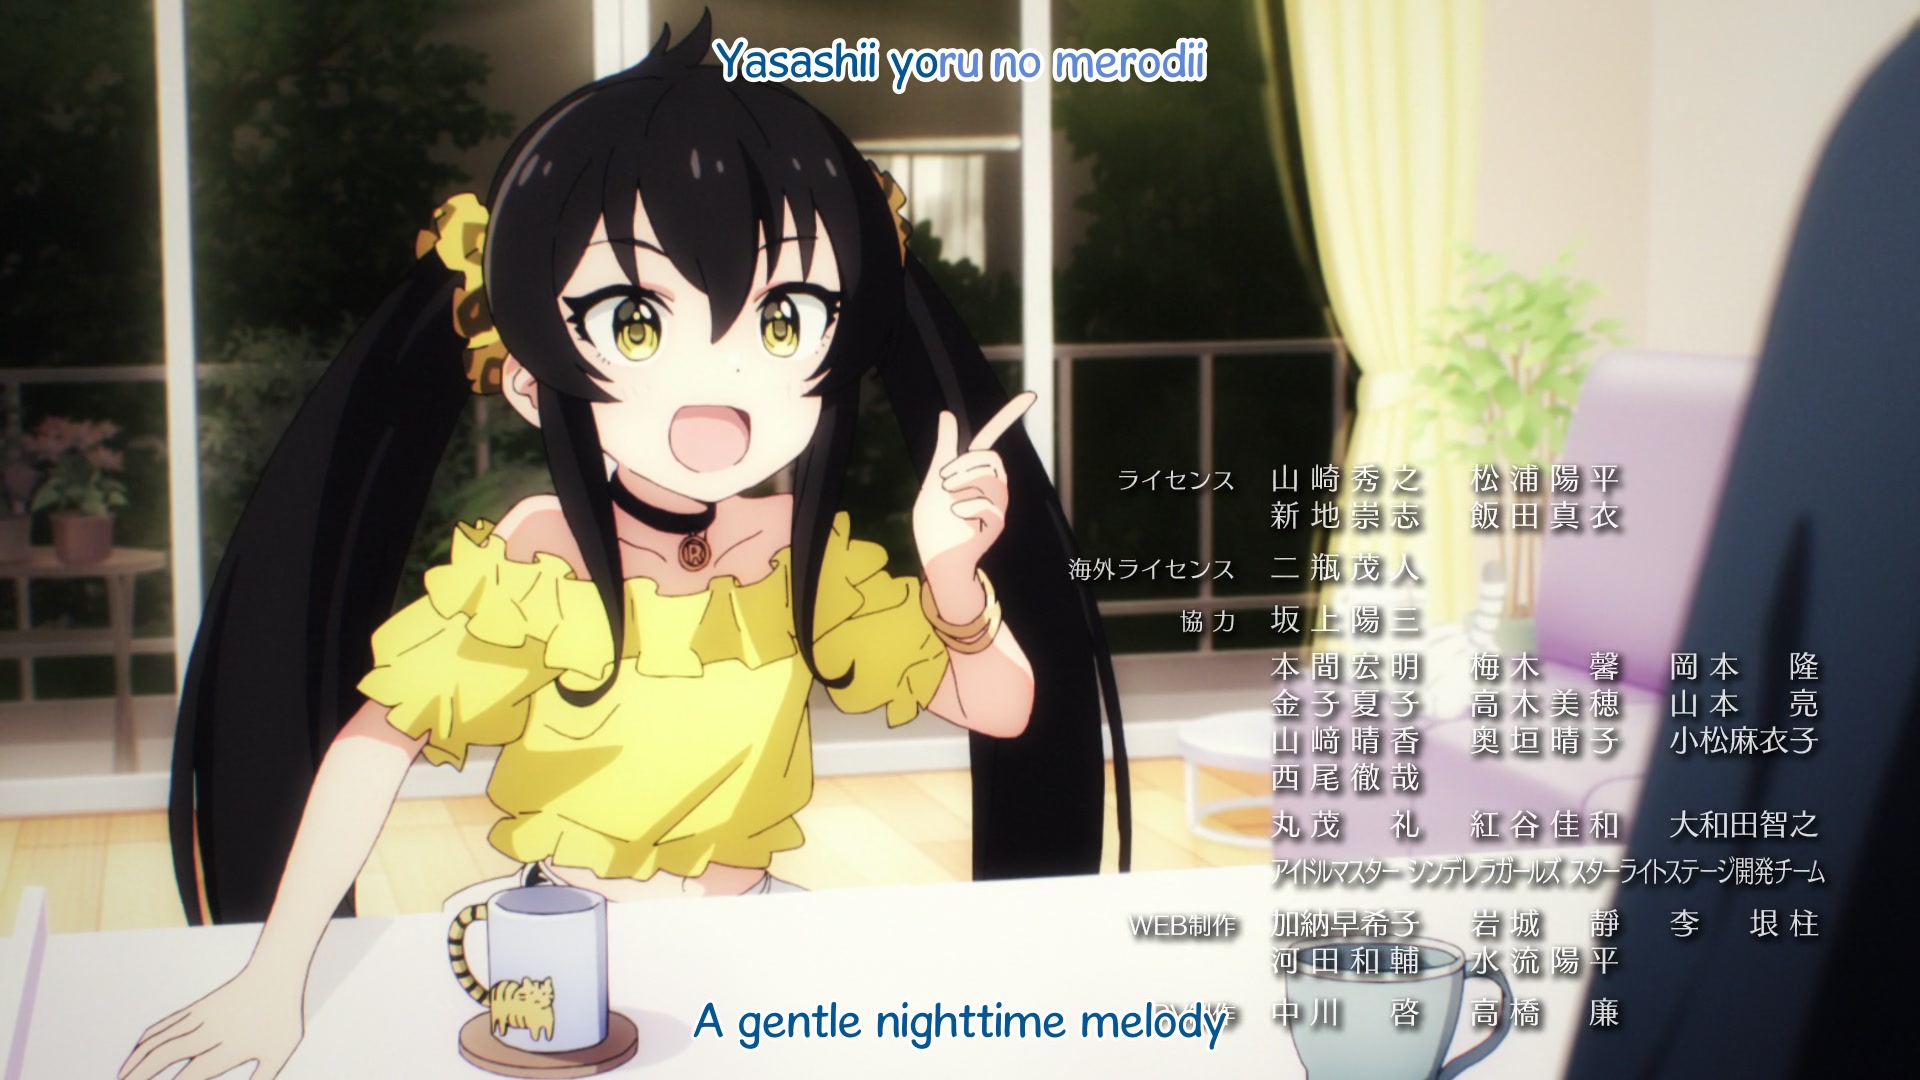 Yasashii yoru no merodii
ライセンス 山崎秀之 松浦陽平
新地崇志 飯田真衣
海外ライセンス 二瓶茂人
協力 坂上陽三
本間宏明 梅木馨 岡本隆
金子夏子 高木美穂 山本亮
山﨑晴香 奥垣晴子 小松麻衣子
西尾徹哉
丸茂礼 紅谷佳和 大和田智之
アイドルマスター シンデレラガールズ スターライトステージ開発チーム
WEB制作 加納早希子 岩城静 李垠柱
河田和輔 水流陽平
制作 中川啓 高橋廉
A gentle nighttime melody